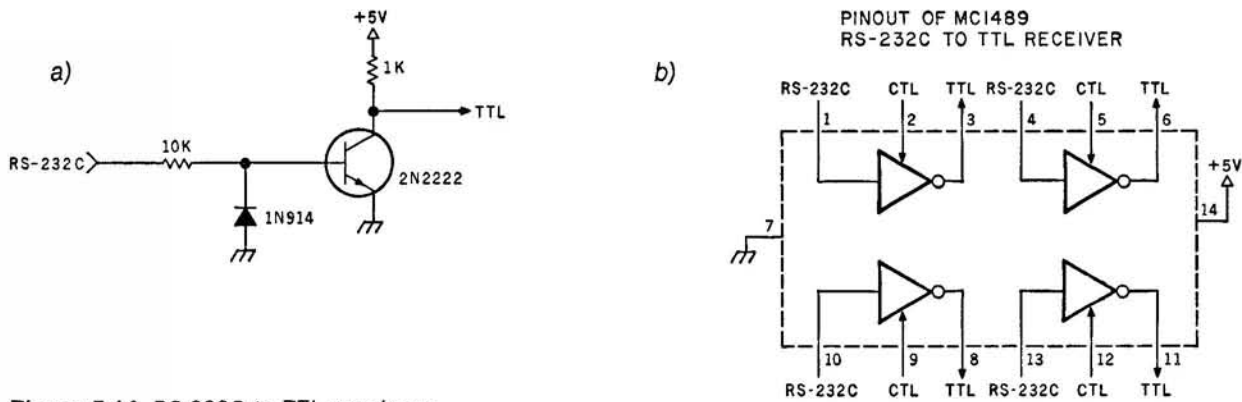 a)
+5V
1K
TTL
RS-232C
10K
2N2222
1N914
b)
PINOUT OF MC1489
RS-232C TO TTL RECEIVER
RS-232C CTL TTL RS-232C CTL TTL
1 2 3 4 5 6
+5V
7
14
10 9 8 13 12 11
RS-232C CTL TTL RS-232C CTL TTL